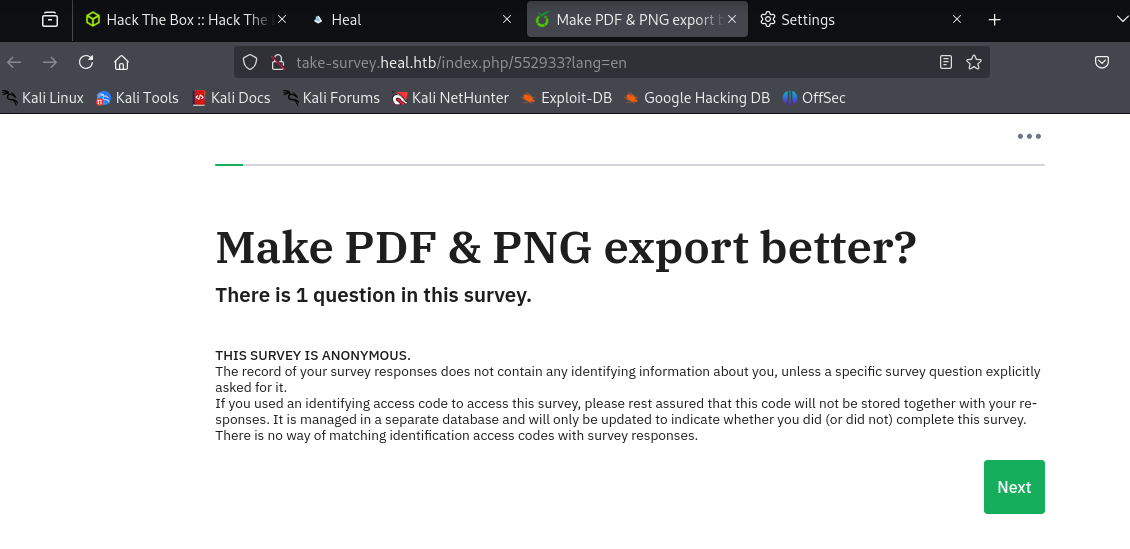 Hack The Box :: Hack The
Heal
Make PDF & PNG export b
Settings
take-survey.heal.htb/index.php/552933?lang=en
Kali Linux
Kali Tools
Kali Docs
Kali Forums
Kali NetHunter
Exploit-DB
Google Hacking DB
OffSec
Make PDF & PNG export better?
There is 1 question in this survey.
THIS SURVEY IS ANONYMOUS.
The record of your survey responses does not contain any identifying information about you, unless a specific survey question explicitly
asked for it.
If you used an identifying access code to access this survey, please rest assured that this code will not be stored together with your re-
sponses. It is managed in a separate database and will only be updated to indicate whether you did (or did not) complete this survey.
There is no way of matching identification access codes with survey responses.
Next